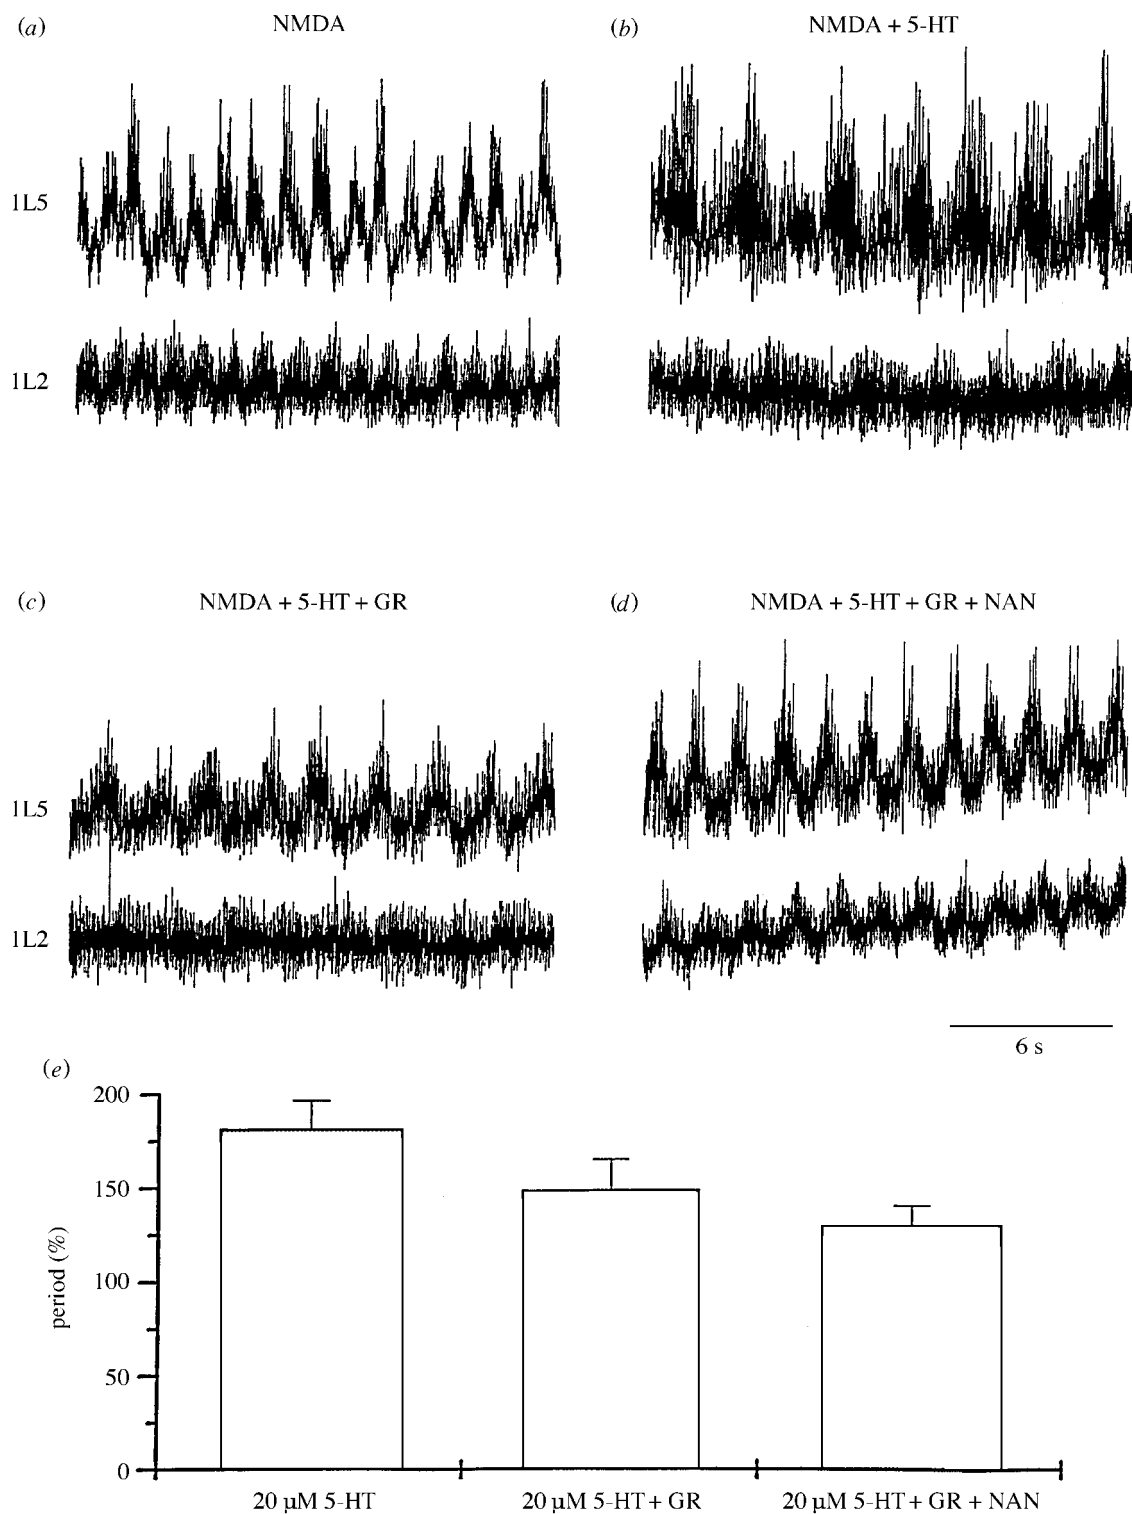 (a) NMDA
(b) NMDA + 5-HT
1L5
1L2
(c) NMDA + 5-HT + GR
(d) NMDA + 5-HT + GR + NAN
1L5
1L2
6 s
(e)
200
150
100
50
0
period (%)
20 µM 5-HT
20 µM 5-HT + GR
20 µM 5-HT + GR + NAN